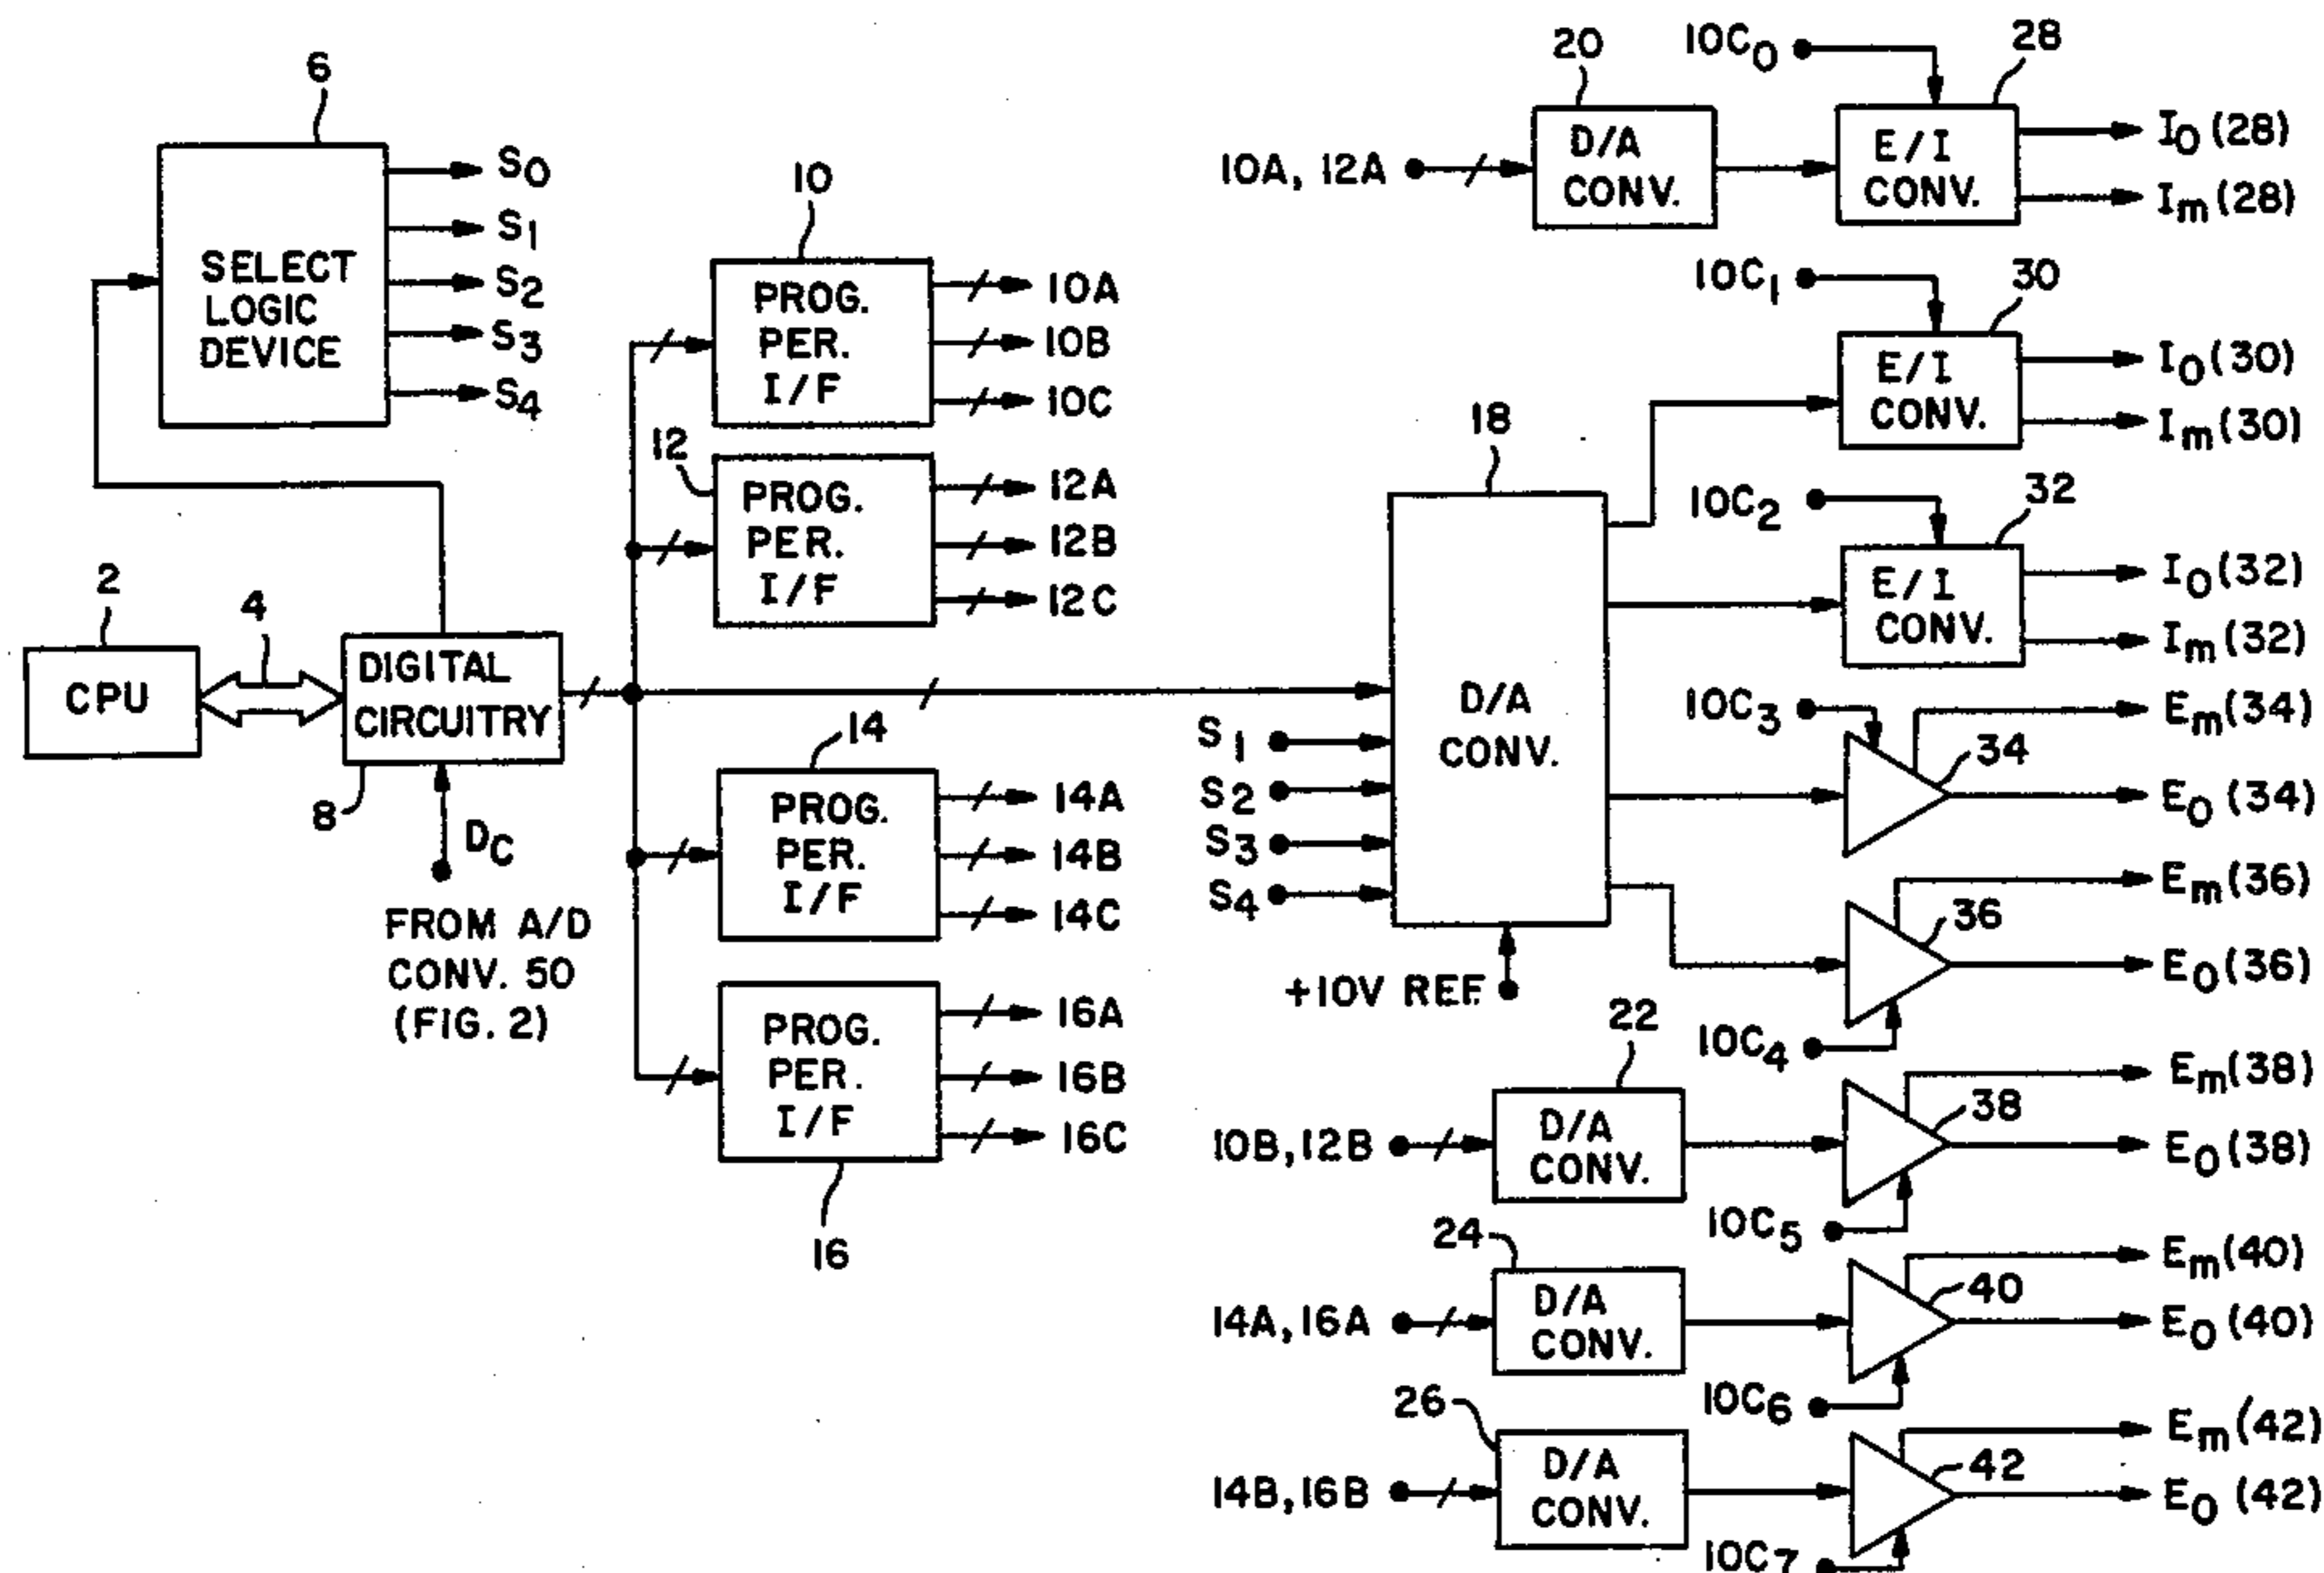 6
S0
S1
S2
S3
S4
SELECT
LOGIC
DEVICE
2
CPU
4
DIGITAL
CIRCUITRY
8
DC
FROM A/D
CONV. 50
(FIG. 2)
10
PROG.
PER.
I/F
10A
10B
10C
12
PROG.
PER.
I/F
12A
12B
12C
14
PROG.
PER.
I/F
14A
14B
14C
PROG.
PER.
I/F
16A
16B
16C
16
10A, 12A
20
D/A
CONV.
10C0
28
E/I
CONV.
I0 (28)
Im (28)
10C1
30
E/I
CONV.
I0 (30)
Im (30)
18
D/A
CONV.
S1
S2
S3
S4
+10V REF.
10C2
32
E/I
CONV.
I0 (32)
Im (32)
10C3
34
Em (34)
E0 (34)
36
10C4
Em (36)
E0 (36)
10B, 12B
22
D/A
CONV.
38
10C5
Em (38)
E0 (38)
14A, 16A
24
D/A
CONV.
40
10C6
Em (40)
E0 (40)
14B, 16B
26
D/A
CONV.
42
10C7
Em (42)
E0 (42)